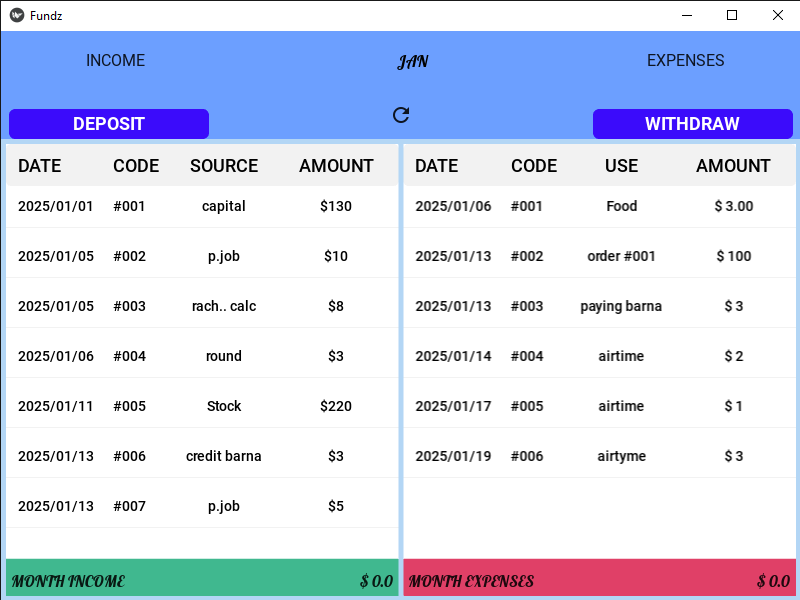 Fundz
INCOME JAN EXPENSES
DEPOSIT WITHDRAW
DATE CODE SOURCE AMOUNT
2025/01/01 #001 capital $130
2025/01/05 #002 p.job $10
2025/01/05 #003 rach.. calc $8
2025/01/06 #004 round $3
2025/01/11 #005 Stock $220
2025/01/13 #006 credit barna $3
2025/01/13 #007 p.job $5
MONTH INCOME $ 0.0
DATE CODE USE AMOUNT
2025/01/06 #001 Food $ 3.00
2025/01/13 #002 order #001 $ 100
2025/01/13 #003 paying barna $ 3
2025/01/14 #004 airtime $ 2
2025/01/17 #005 airtime $ 1
2025/01/19 #006 airtyme $ 3
MONTH EXPENSES $ 0.0